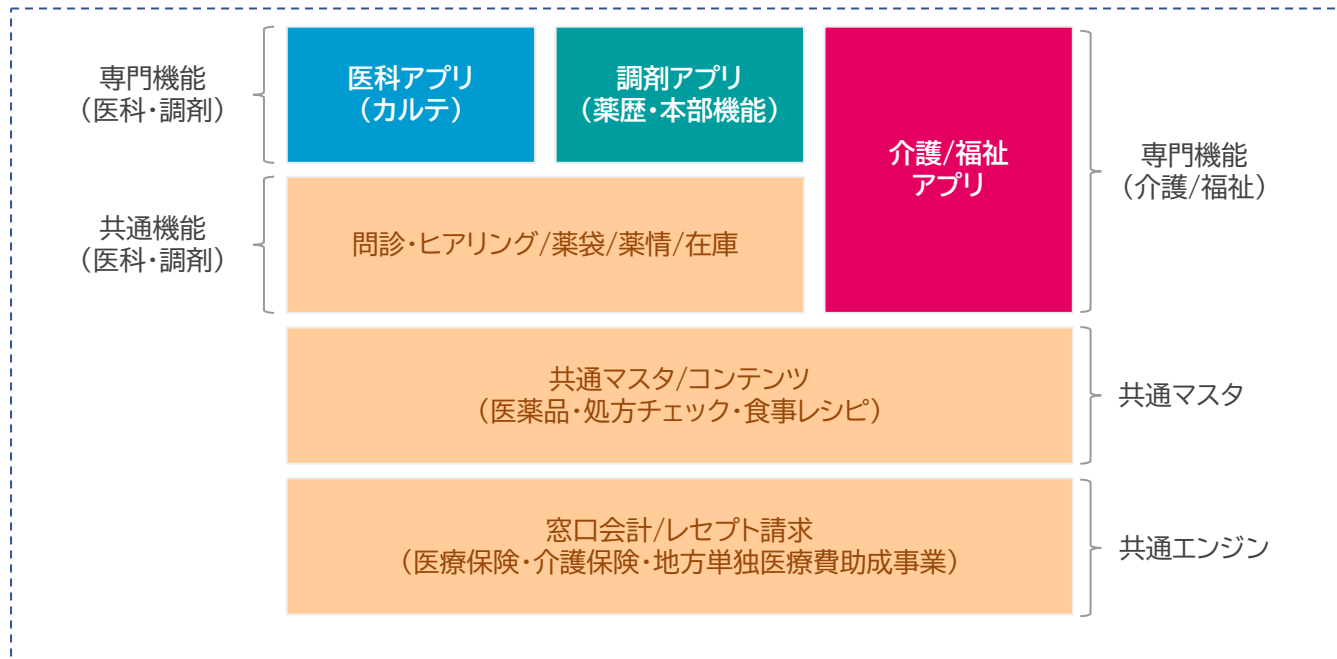 専門機能
（医科・調剤）
医科アプリ
（カルテ）
調剤アプリ
（薬歴・本部機能）
介護/福祉
アプリ
専門機能
（介護/福祉）
共通機能
（医科・調剤）
問診・ヒアリング/薬袋/薬情/在庫
共通マスタ/コンテンツ
（医薬品・処方チェック・食事レシピ）
共通マスタ
窓口会計/レセプト請求
（医療保険・介護保険・地方単独医療費助成事業）
共通エンジン